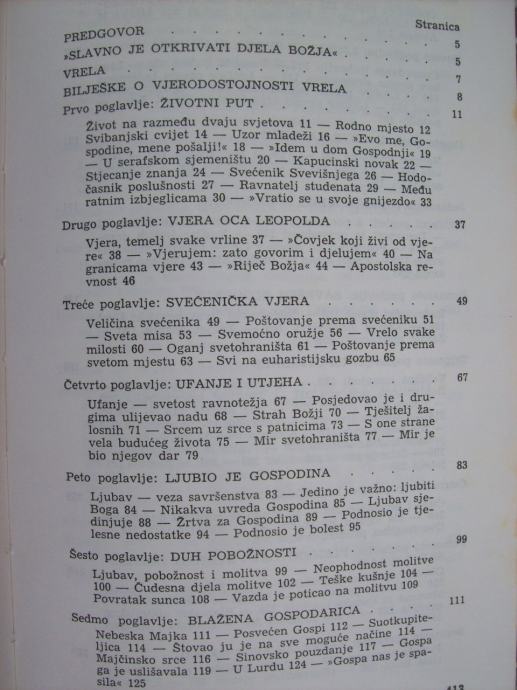 Stranica
PREDGOVOR . . . . . . . . . . . . . 5
»SLAVNO JE OTKRIVATI DJELA BOŽJA« . . . . 5
VRELA . . . . . . . . . . . . . . 7
BILJEŠKE O VJERODOSTOJNOSTI VRELA . . . . 8
Prvo poglavlje: ŽIVOTNI PUT . . . . . . . . 11
Život na razmeđu dvaju svjetova 11 — Rodno mjesto 12
Svibanjski cvijet 14 — Uzor mladeži 16 — »Evo me, Go-
spodine, mene pošalji!« 18 — »Idem u dom Gospodnji« 19
— U serafskom sjemeništu 20 — Kapucinski novak 22 —
Stjecanje znanja 24 — Svećenik Svevišnjega 26 — Hodo-
časnik poslušnosti 27 — Ravnatelj studenata 29 — Među
ratnim izbjeglicama 30 — »Vratio se u svoje gnijezdo« 33
Drugo poglavlje: VJERA OCA LEOPOLDA . . . . . 37
Vjera, temelj svake vrline 37 — »Čovjek koji živi od vje-
re« 38 — »Vjerujem: zato govorim i djelujem« 40 — Na
granicama vjere 43 — »Riječ Božja« 44 — Apostolska re-
vnost 46
Treće poglavlje: SVEĆENIČKA VJERA . . . . . . 49
Veličina svećenika 49 — Poštovanje prema svećeniku 51
— Sveta misa 53 — Svemoćno oružje 56 — Vrelo svake
milosti 60 — Oganj svetohraništa 61 — Poštovanje prema
svetom mjestu 63 — Svi na euharistijsku gozbu 65
Četvrto poglavlje: UFANJE I UTJEHA . . . . . . 67
Ufanje — svetost ravnotežja 67 — Posjedovao je i dru-
gima ulijevao nadu 68 — Strah Božji 70 — Tješitelj ža-
losnih 71 — Srcem uz srce s patnicima 73 — S one strane
vela budućeg života 75 — Mir svetohraništa 77 — Mir je
bio njegov dar 79
Peto poglavlje: LJUBIO JE GOSPODINA . . . . . 83
Ljubav — veza savršenstva 83 — Jedino je važno: ljubiti
Boga 84 — Nikakva uvreda Gospodina 85 — Ljubav sje-
dinjuje 88 — Žrtva za Gospodina 89 — Podnosio je tje-
lesne nedostatke 94 — Podnosio je bolest 95
Šesto poglavlje: DUH POBOŽNOSTI . . . . . . 99
Ljubav, pobožnost i molitva 99 — Neophodnost molitve
100 — Čudesna djela molitve 102 — Teške kušnje 104 —
Povratak sunca 108 — Vazda je poticao na molitvu 109
Sedmo poglavlje: BLAŽENA GOSPODARICA . . . . 111
Nebeska Majka 111 — Posvećen Gospi 112 — Suotkupite-
ljica 114 — Štovao ju je na sve moguće načine 114 —
Majčinsko srce 116 — Sinovsko pouzdanje 117 — Gospa
ga je uslišavala 119 — U Lurdu 124 — »Gospa nas je spa-
sila« 125